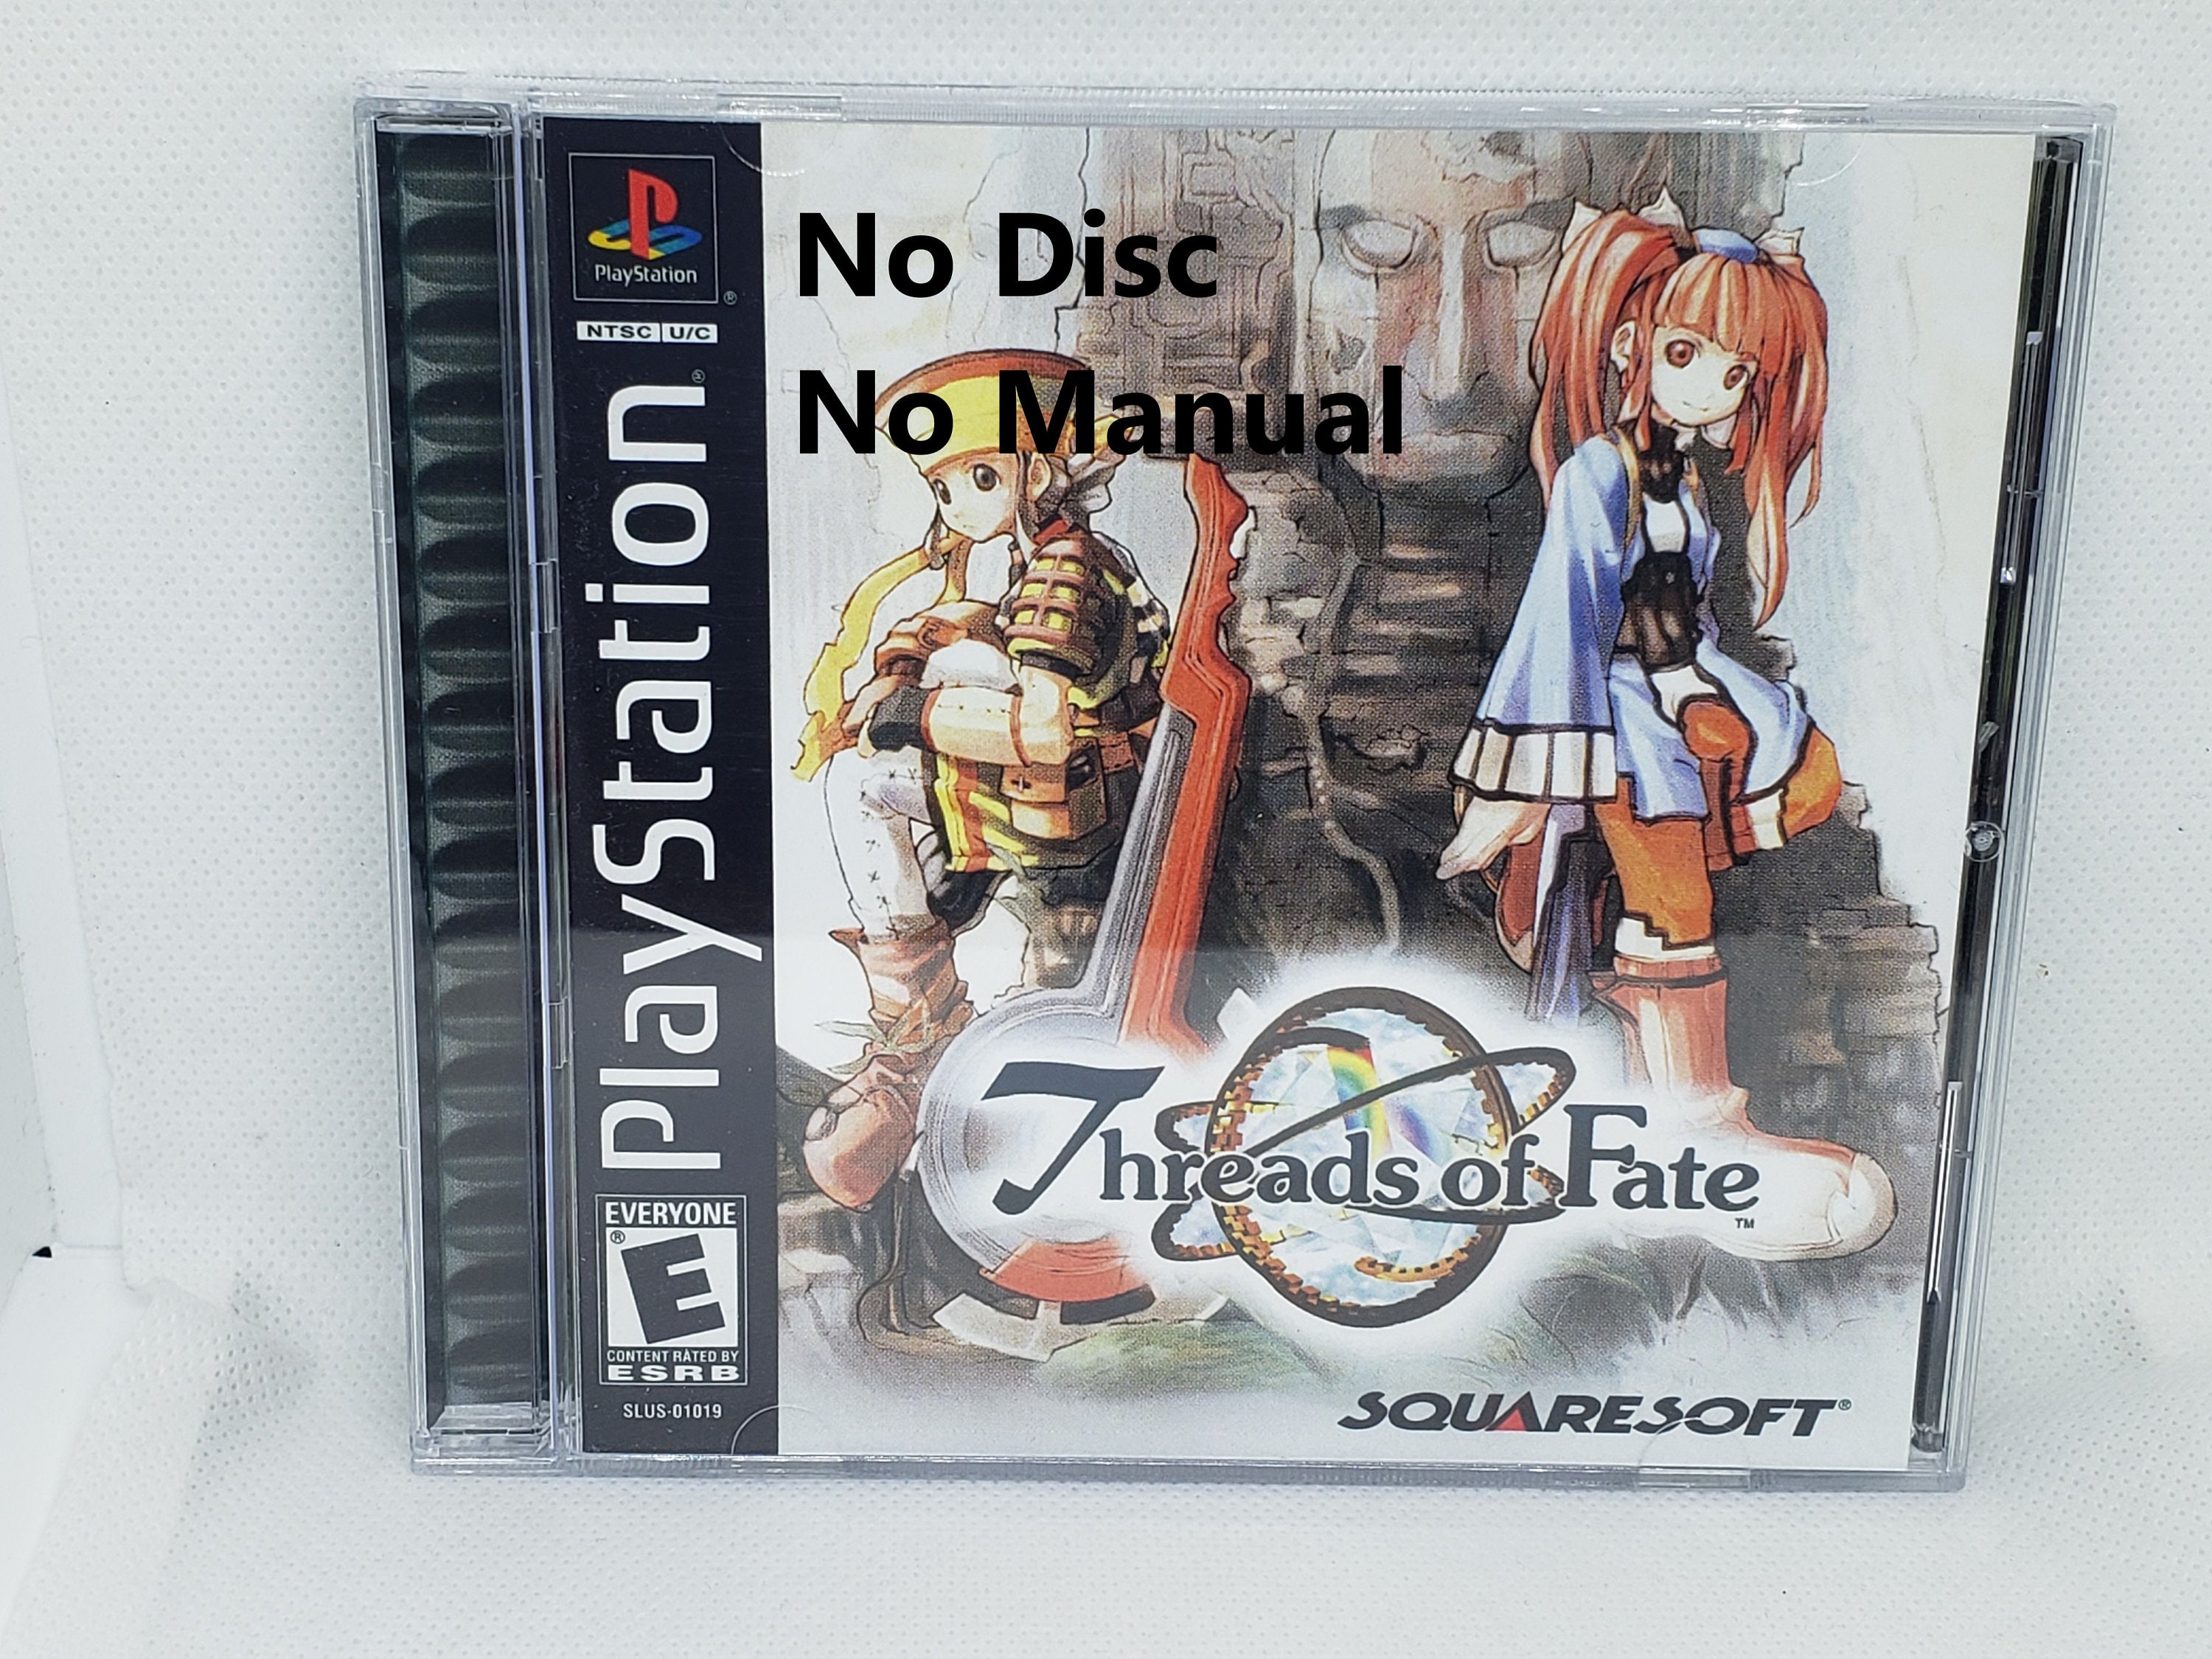 PlayStation
®
NTSC U/C
PlayStation
®
No Disc
No Manual
Threads of Fate
TM
EVERYONE
®
E
CONTENT RATED BY
ESRB
SLUS-01019
SQUARESOFT®